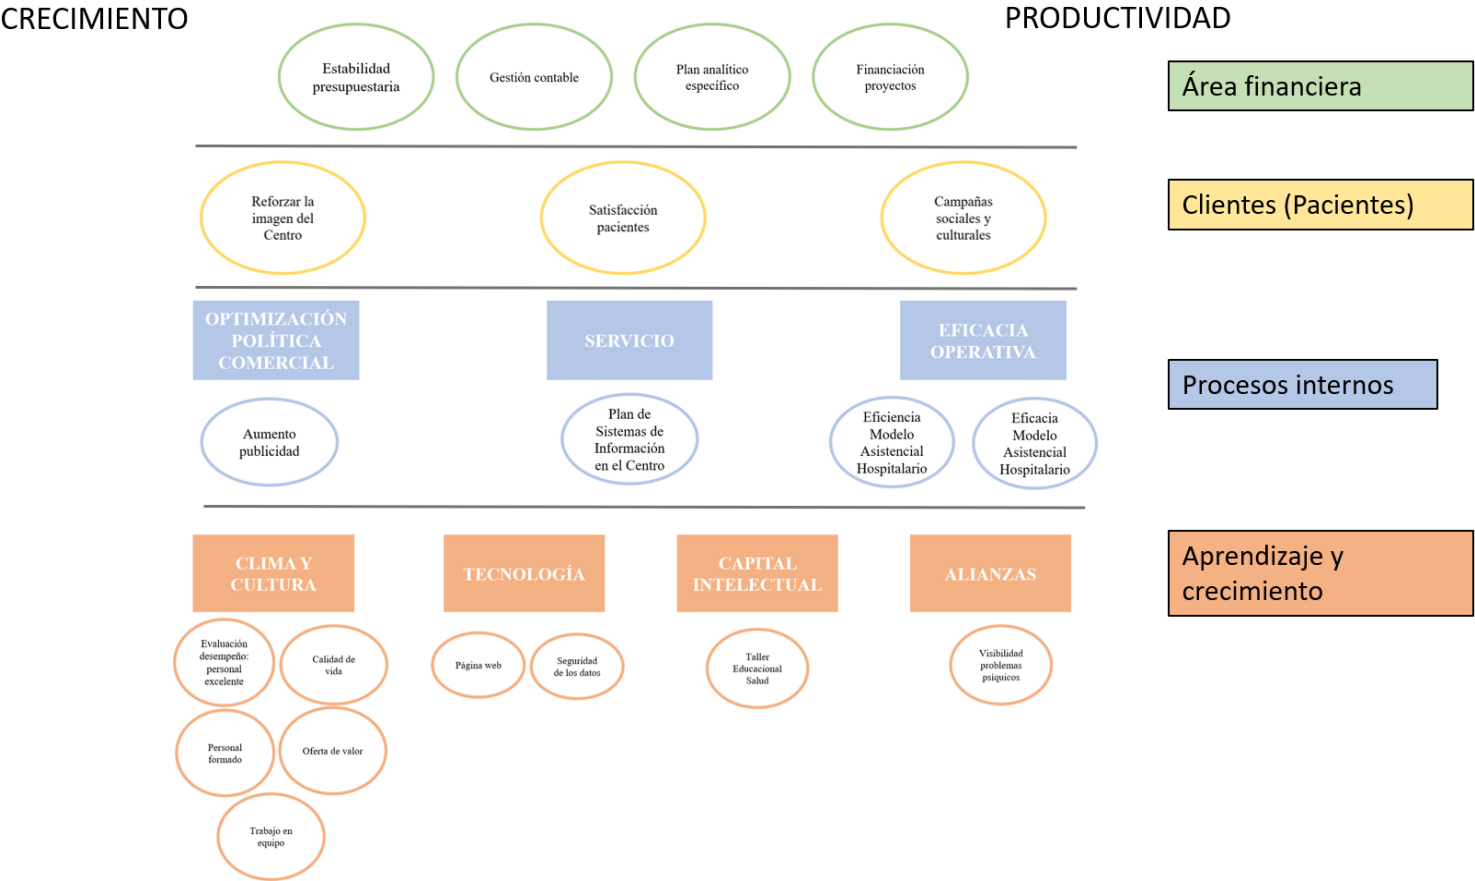 CRECIMIENTO
PRODUCTIVIDAD
Estabilidad
presupuestaria
Gestión contable
Plan analítico
específico
Financiación
proyectos
Área financiera
Reforzar la
imagen del
Centro
Satisfacción
pacientes
Campañas
sociales y
culturales
Clientes (Pacientes)
OPTIMIZACIÓN
POLÍTICA
COMERCIAL
SERVICIO
EFICACIA
OPERATIVA
Procesos internos
Aumento
publicidad
Plan de
Sistemas de
Información
en el Centro
Eficiencia
Modelo
Asistencial
Hospitalario
Eficacia
Modelo
Asistencial
Hospitalario
CLIMA Y
CULTURA
TECNOLOGÍA
CAPITAL
INTELECTUAL
ALIANZAS
Aprendizaje y
crecimiento
Evaluación
desempeño:
personal
excelente
Calidad de
vida
Página web
Seguridad
de los datos
Taller
Educacional
Salud
Visibilidad
problemas
psíquicos
Personal
formado
Oferta de valor
Trabajo en
equipo